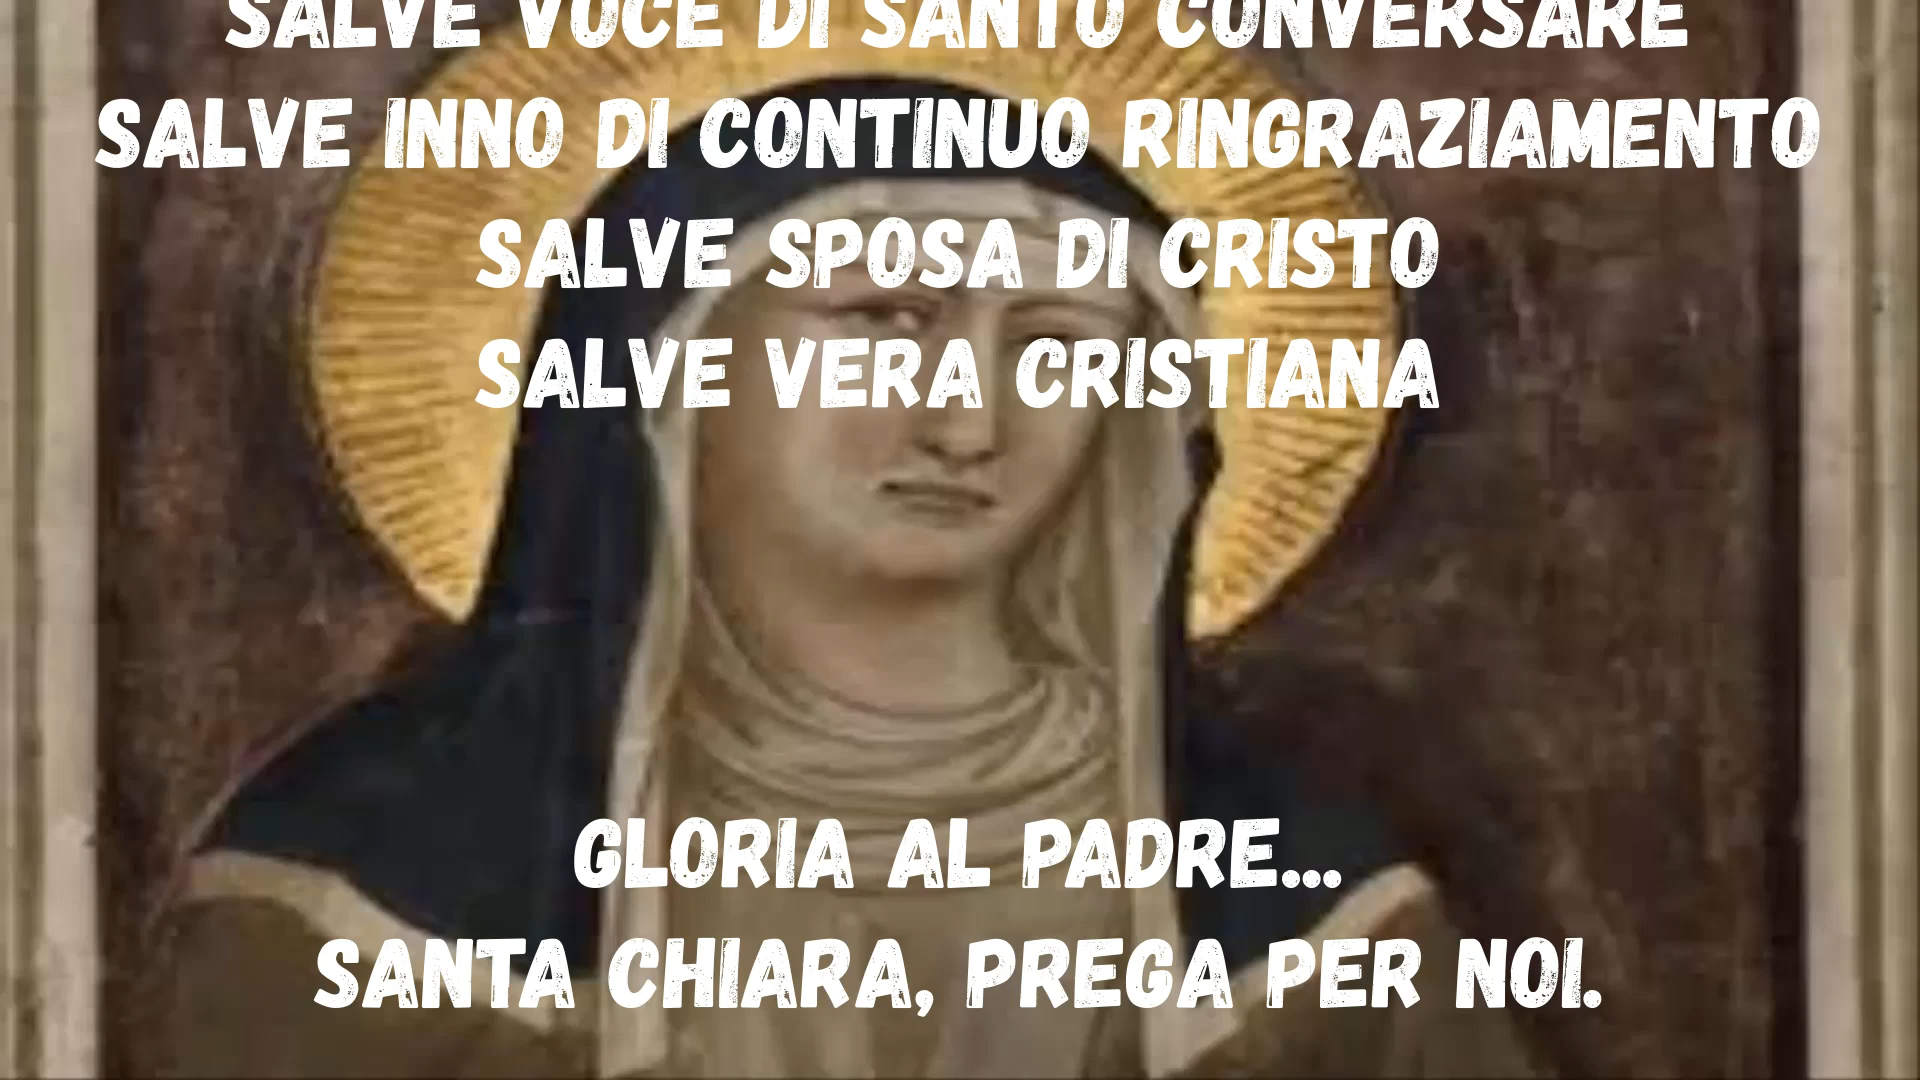 SALVE VOCE DI SANTO CONVERSARE
SALVE INNO DI CONTINUO RINGRAZIAMENTO
SALVE SPOSA DI CRISTO
SALVE VERA CRISTIANA
GLORIA AL PADRE...
SANTA CHIARA, PREGA PER NOI.